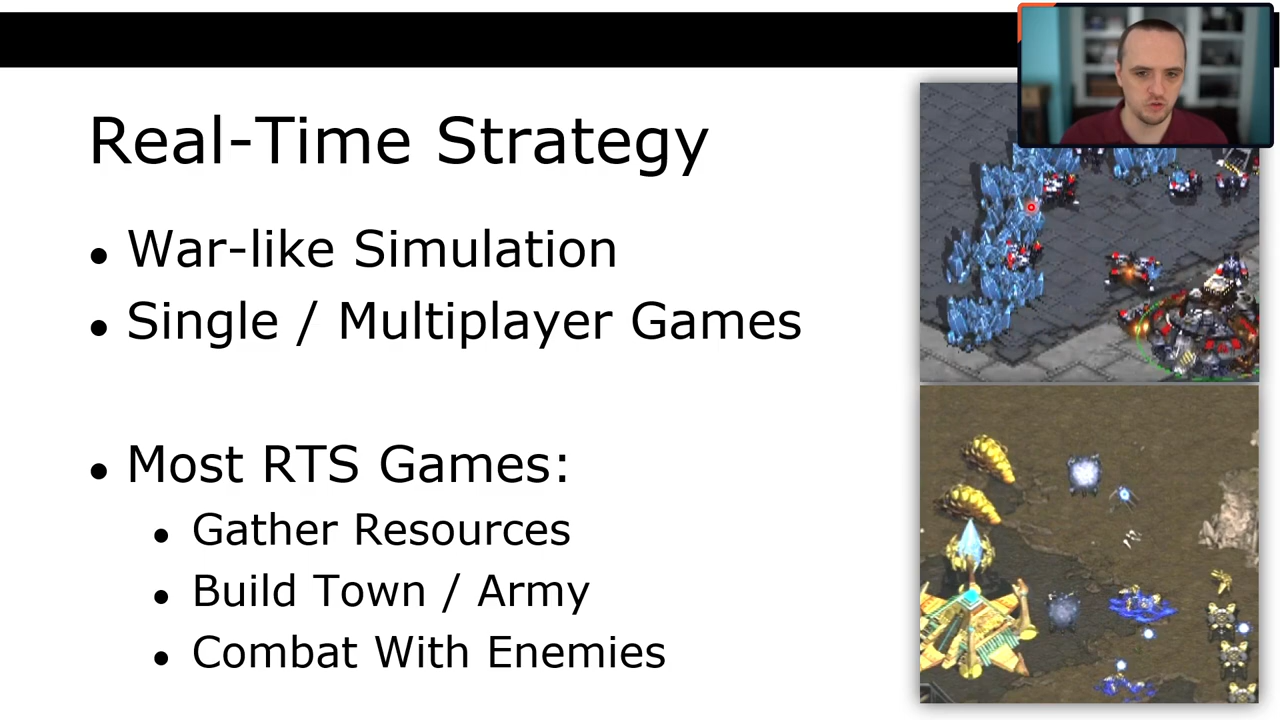 Real-Time Strategy
• War-like Simulation
• Single / Multiplayer Games
• Most RTS Games:
• Gather Resources
• Build Town / Army
• Combat With Enemies